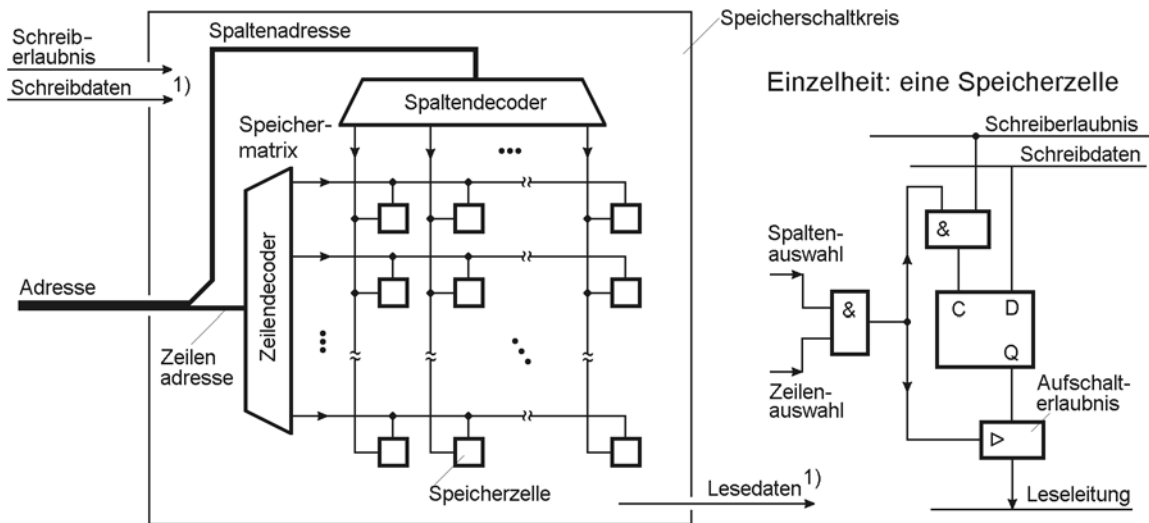 Spaltenadresse
Speicherschaltkreis
Schreib-
erlaubnis
Schreibdaten 1)
Spaltendecoder
Speicher-
matrix
Zeilendecoder
Adresse
Zeilen
adresse
Speicherzelle
Lesedaten 1)
Einzelheit: eine Speicherzelle
Schreiberlaubnis
Schreibdaten
&
Spalten-
auswahl
&
C D
Q
Zeilen-
auswahl
Aufschalt-
erlaubnis
Leseleitung